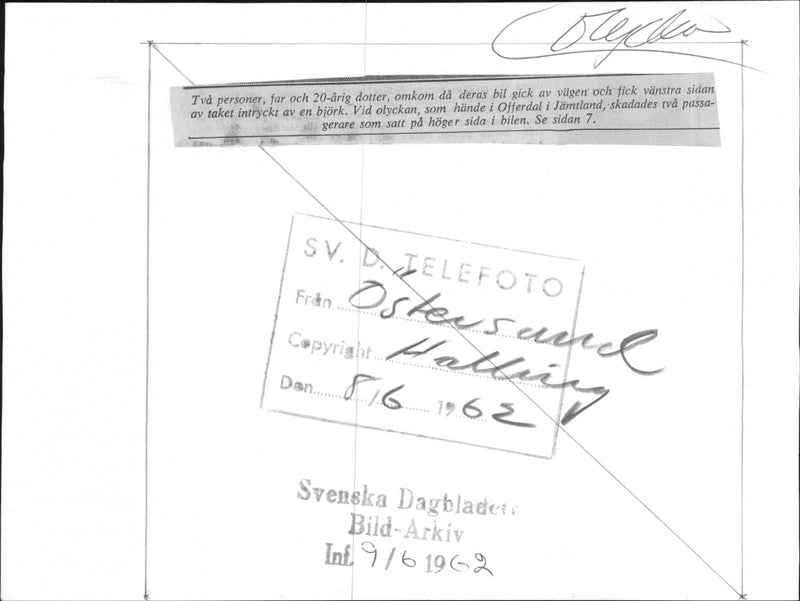 Olycka
Två personer, far och 20-årig dotter, omkom då deras bil gick av vägen och fick vänstra sidan
av taket intryckt av en björk. Vid olyckan, som hände i Offerdal i Jämtland, skadades två passa-
gerare som satt på höger sida i bilen. Se sidan 7.
SV. D. TELEFOTO
Från Östersund
Copyright Halling
Den 8/6 1962
Svenska Dagbladets
Bild-Arkiv
Inf. 9/6 1962